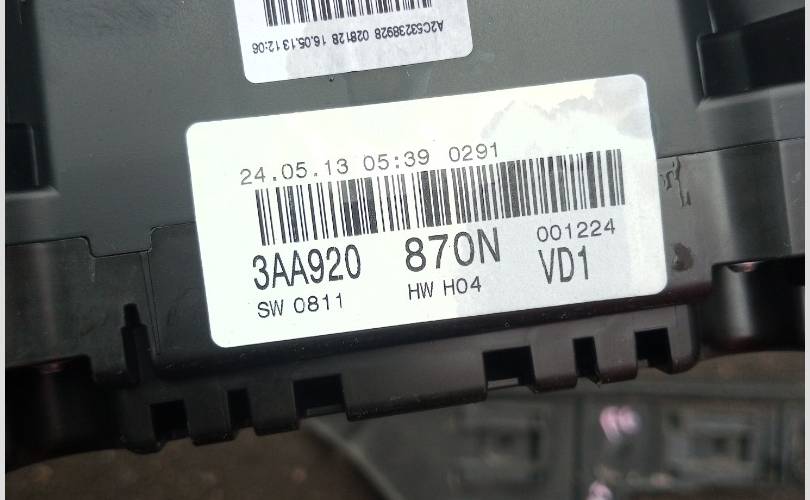 A2C53238928 028128 16.05.13 12:06
24.05.13 05:39 0291
3AA920 870N 001224
SW 0811 HW H04 VD1